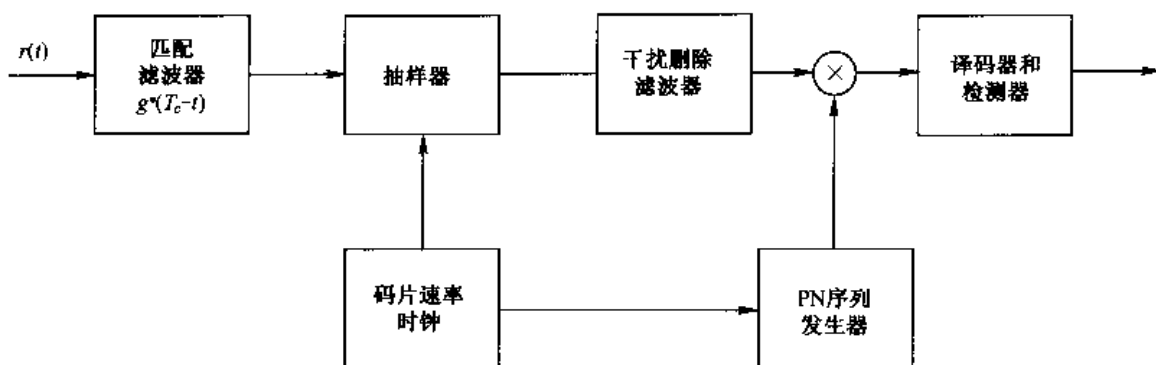 r(t)
匹配
滤波器
g*(T_c-t)
抽样器
干扰删除
滤波器
×
译码器和
检测器
码片速率
时钟
PN序列
发生器